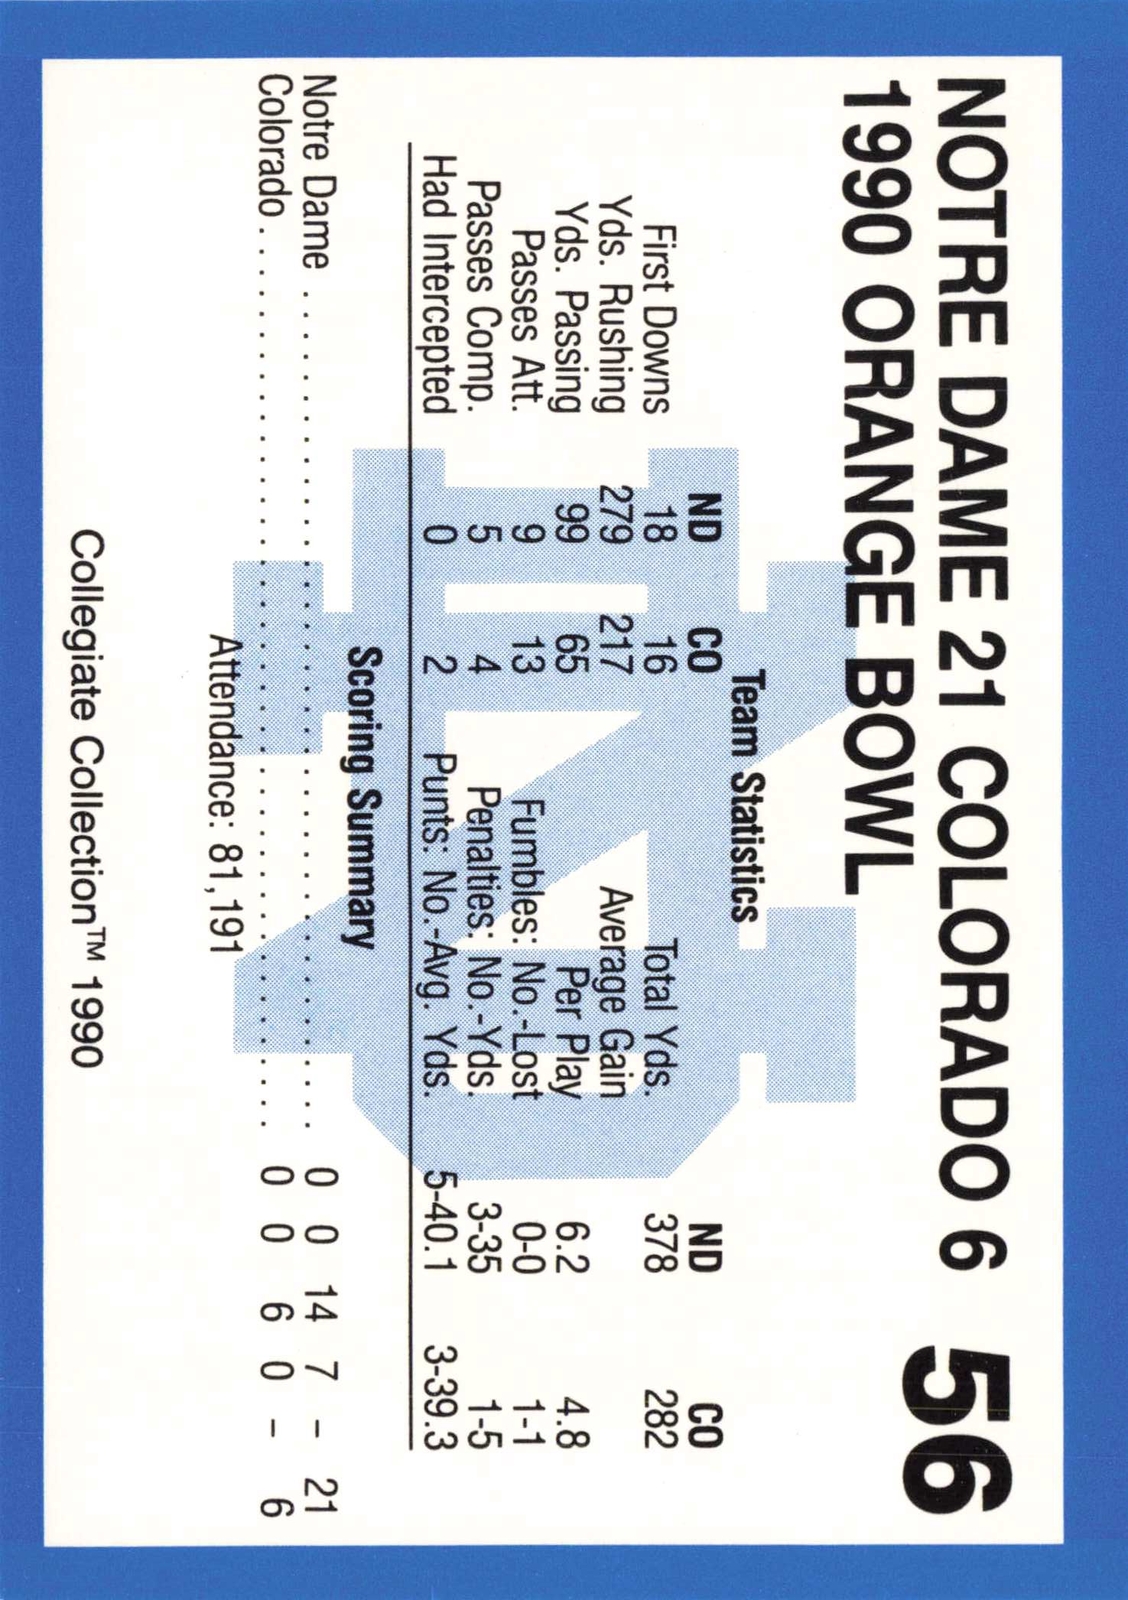 NOTRE DAME 21 COLORADO 6 56
1990 ORANGE BOWL
Team Statistics
ND CO ND CO
First Downs 18 16 Total Yds. 378 282
Yds. Rushing 279 217 Average Gain
Yds. Passing 99 65 Per Play 6.2 4.8
Passes Att. 9 13 Fumbles: No.-Lost 0-0 1-1
Passes Comp. 5 4 Penalties: No.-Yds. 3-35 1-5
Had Intercepted 0 2 Punts: No.-Avg. Yds. 5-40.1 3-39.3
Scoring Summary
Notre Dame 0 0 14 7 – 21
Colorado 0 0 6 0 – 6
Attendance: 81,191
Collegiate Collection™ 1990